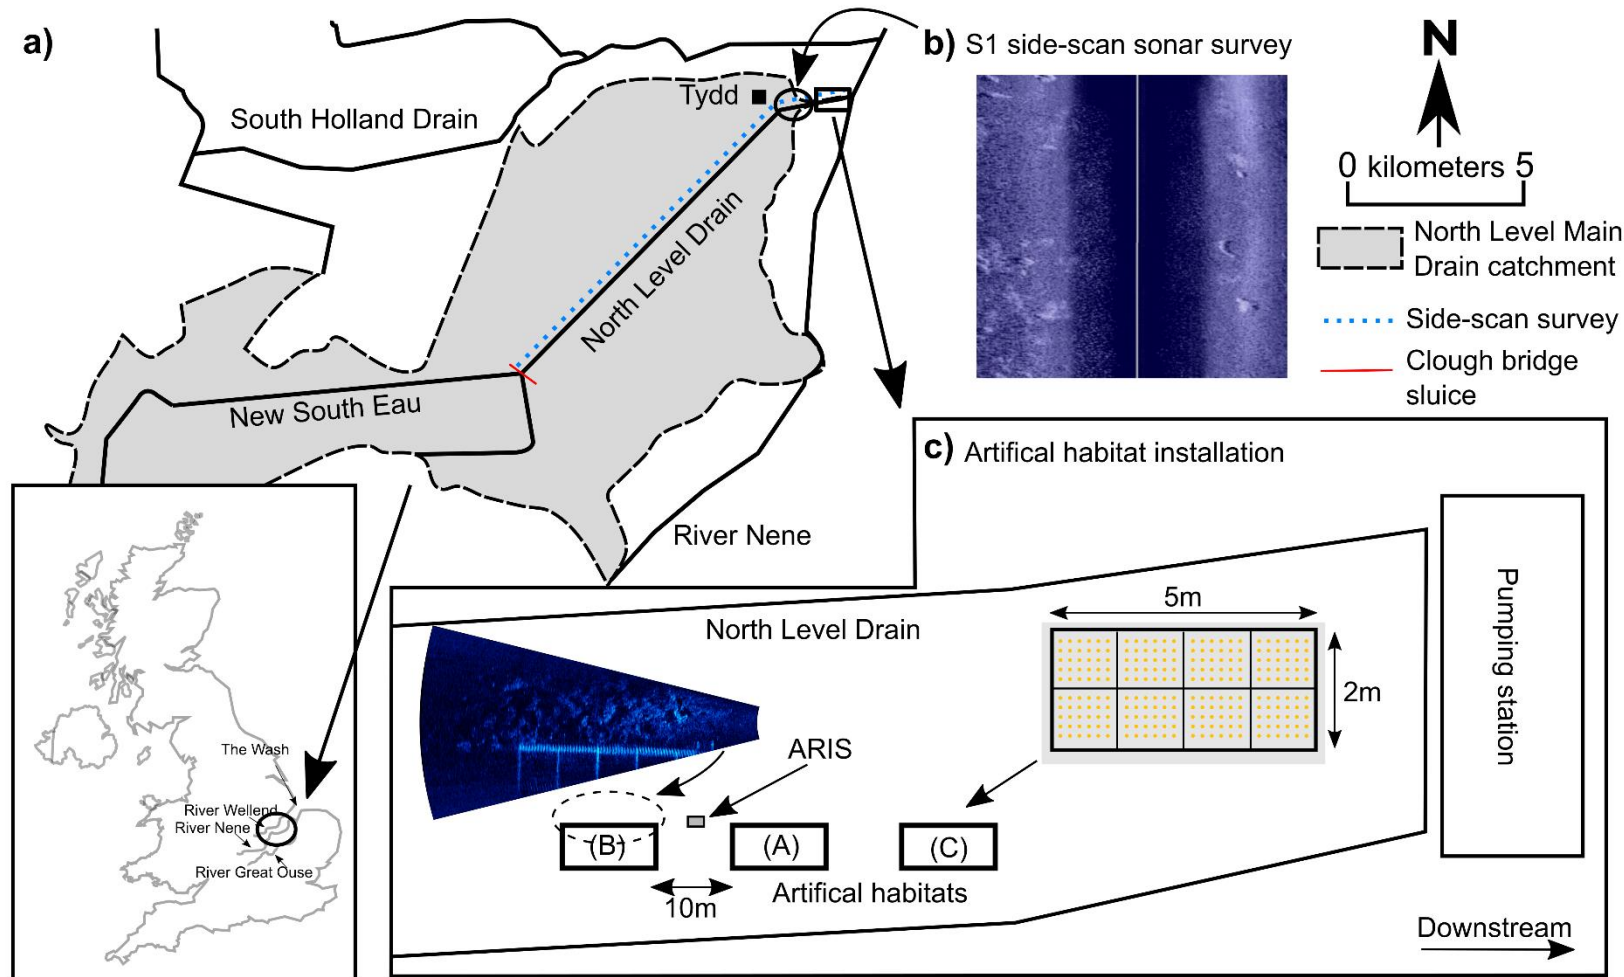 a)
South Holland Drain
Tydd
North Level Drain
New South Eau
River Nene
b) S1 side-scan sonar survey
N
0 kilometers 5
North Level Main
Drain catchment
Side-scan survey
Clough bridge
sluice
The Wash
River Wellend
River Nene
River Great Ouse
c) Artifical habitat installation
North Level Drain
5m
2m
ARIS
(B)
(A)
(C)
10m
Artifical habitats
Pumping station
Downstream